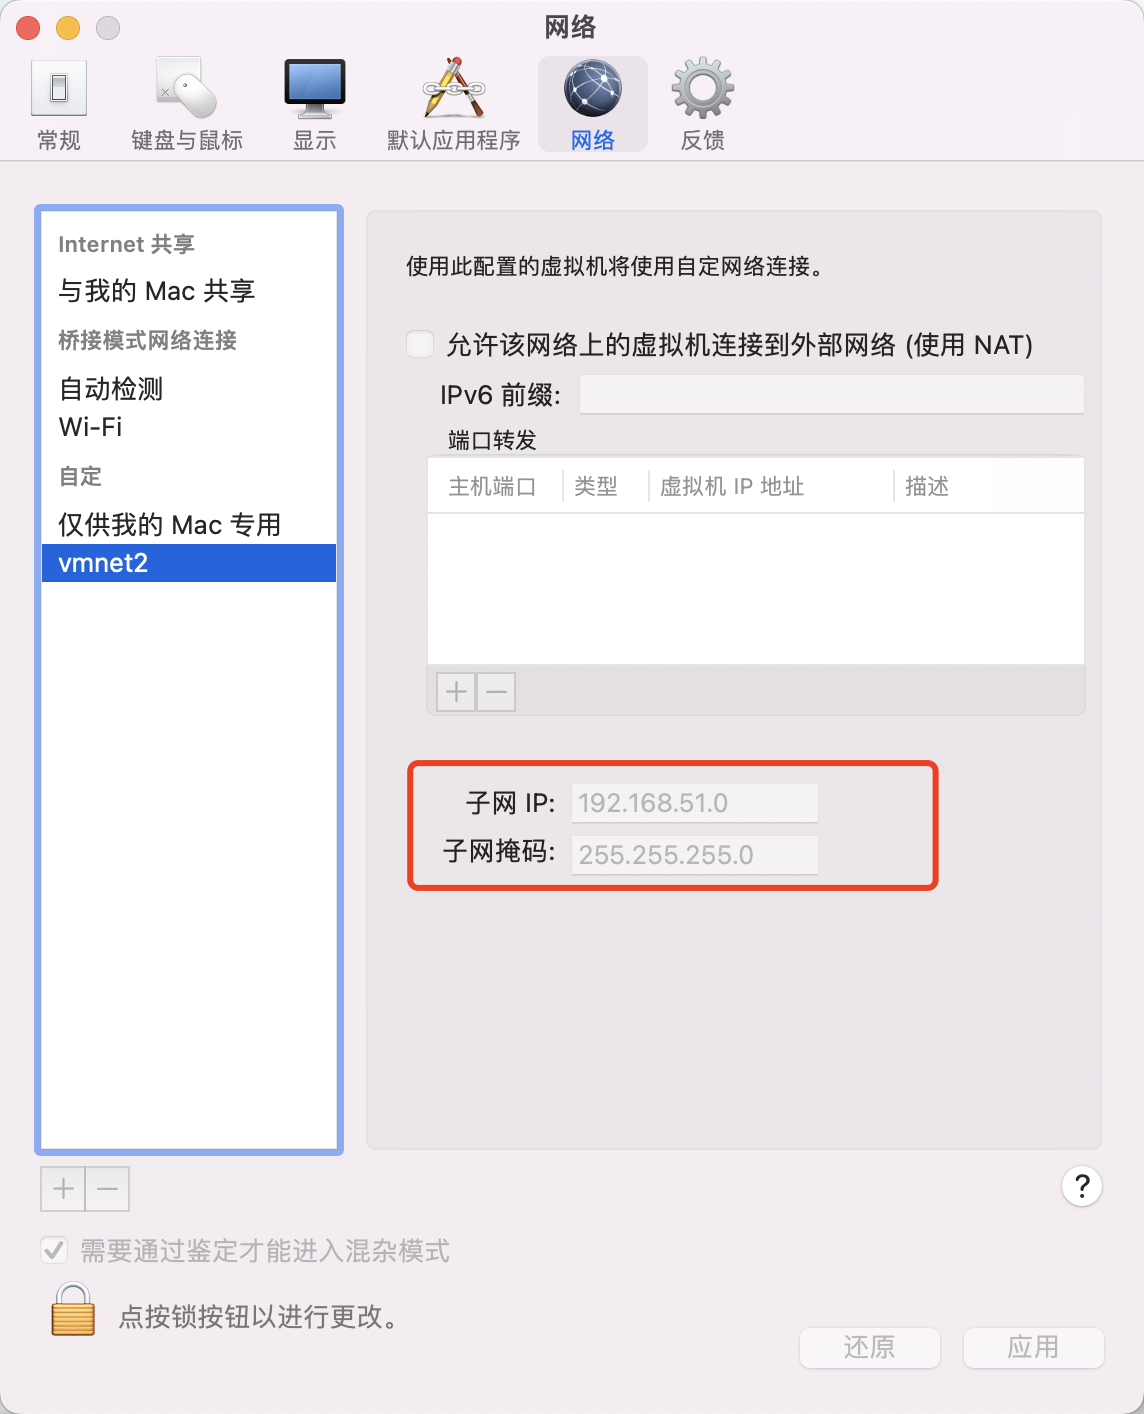 网络
常规
键盘与鼠标
显示
默认应用程序
网络
反馈
Internet 共享
与我的 Mac 共享
桥接模式网络连接
自动检测
Wi-Fi
自定
仅供我的 Mac 专用
vmnet2
使用此配置的虚拟机将使用自定网络连接。
允许该网络上的虚拟机连接到外部网络 (使用 NAT)
IPv6 前缀:
端口转发
主机端口 类型 虚拟机 IP 地址 描述
子网 IP: 192.168.51.0
子网掩码: 255.255.255.0
?
需要通过鉴定才能进入混杂模式
点按锁按钮以进行更改。
还原 应用